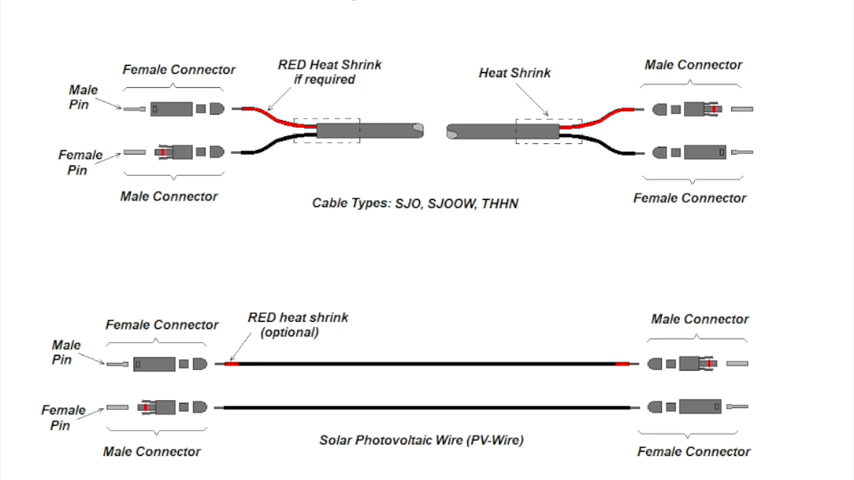 Female Connector
RED Heat Shrink
if required
Heat Shrink
Male Connector
Male
Pin
Female
Pin
Male Connector
Cable Types: SJO, SJOOW, THHN
Female Connector
Female Connector
RED heat shrink
(optional)
Male Connector
Male
Pin
Female
Pin
Male Connector
Solar Photovoltaic Wire (PV-Wire)
Female Connector